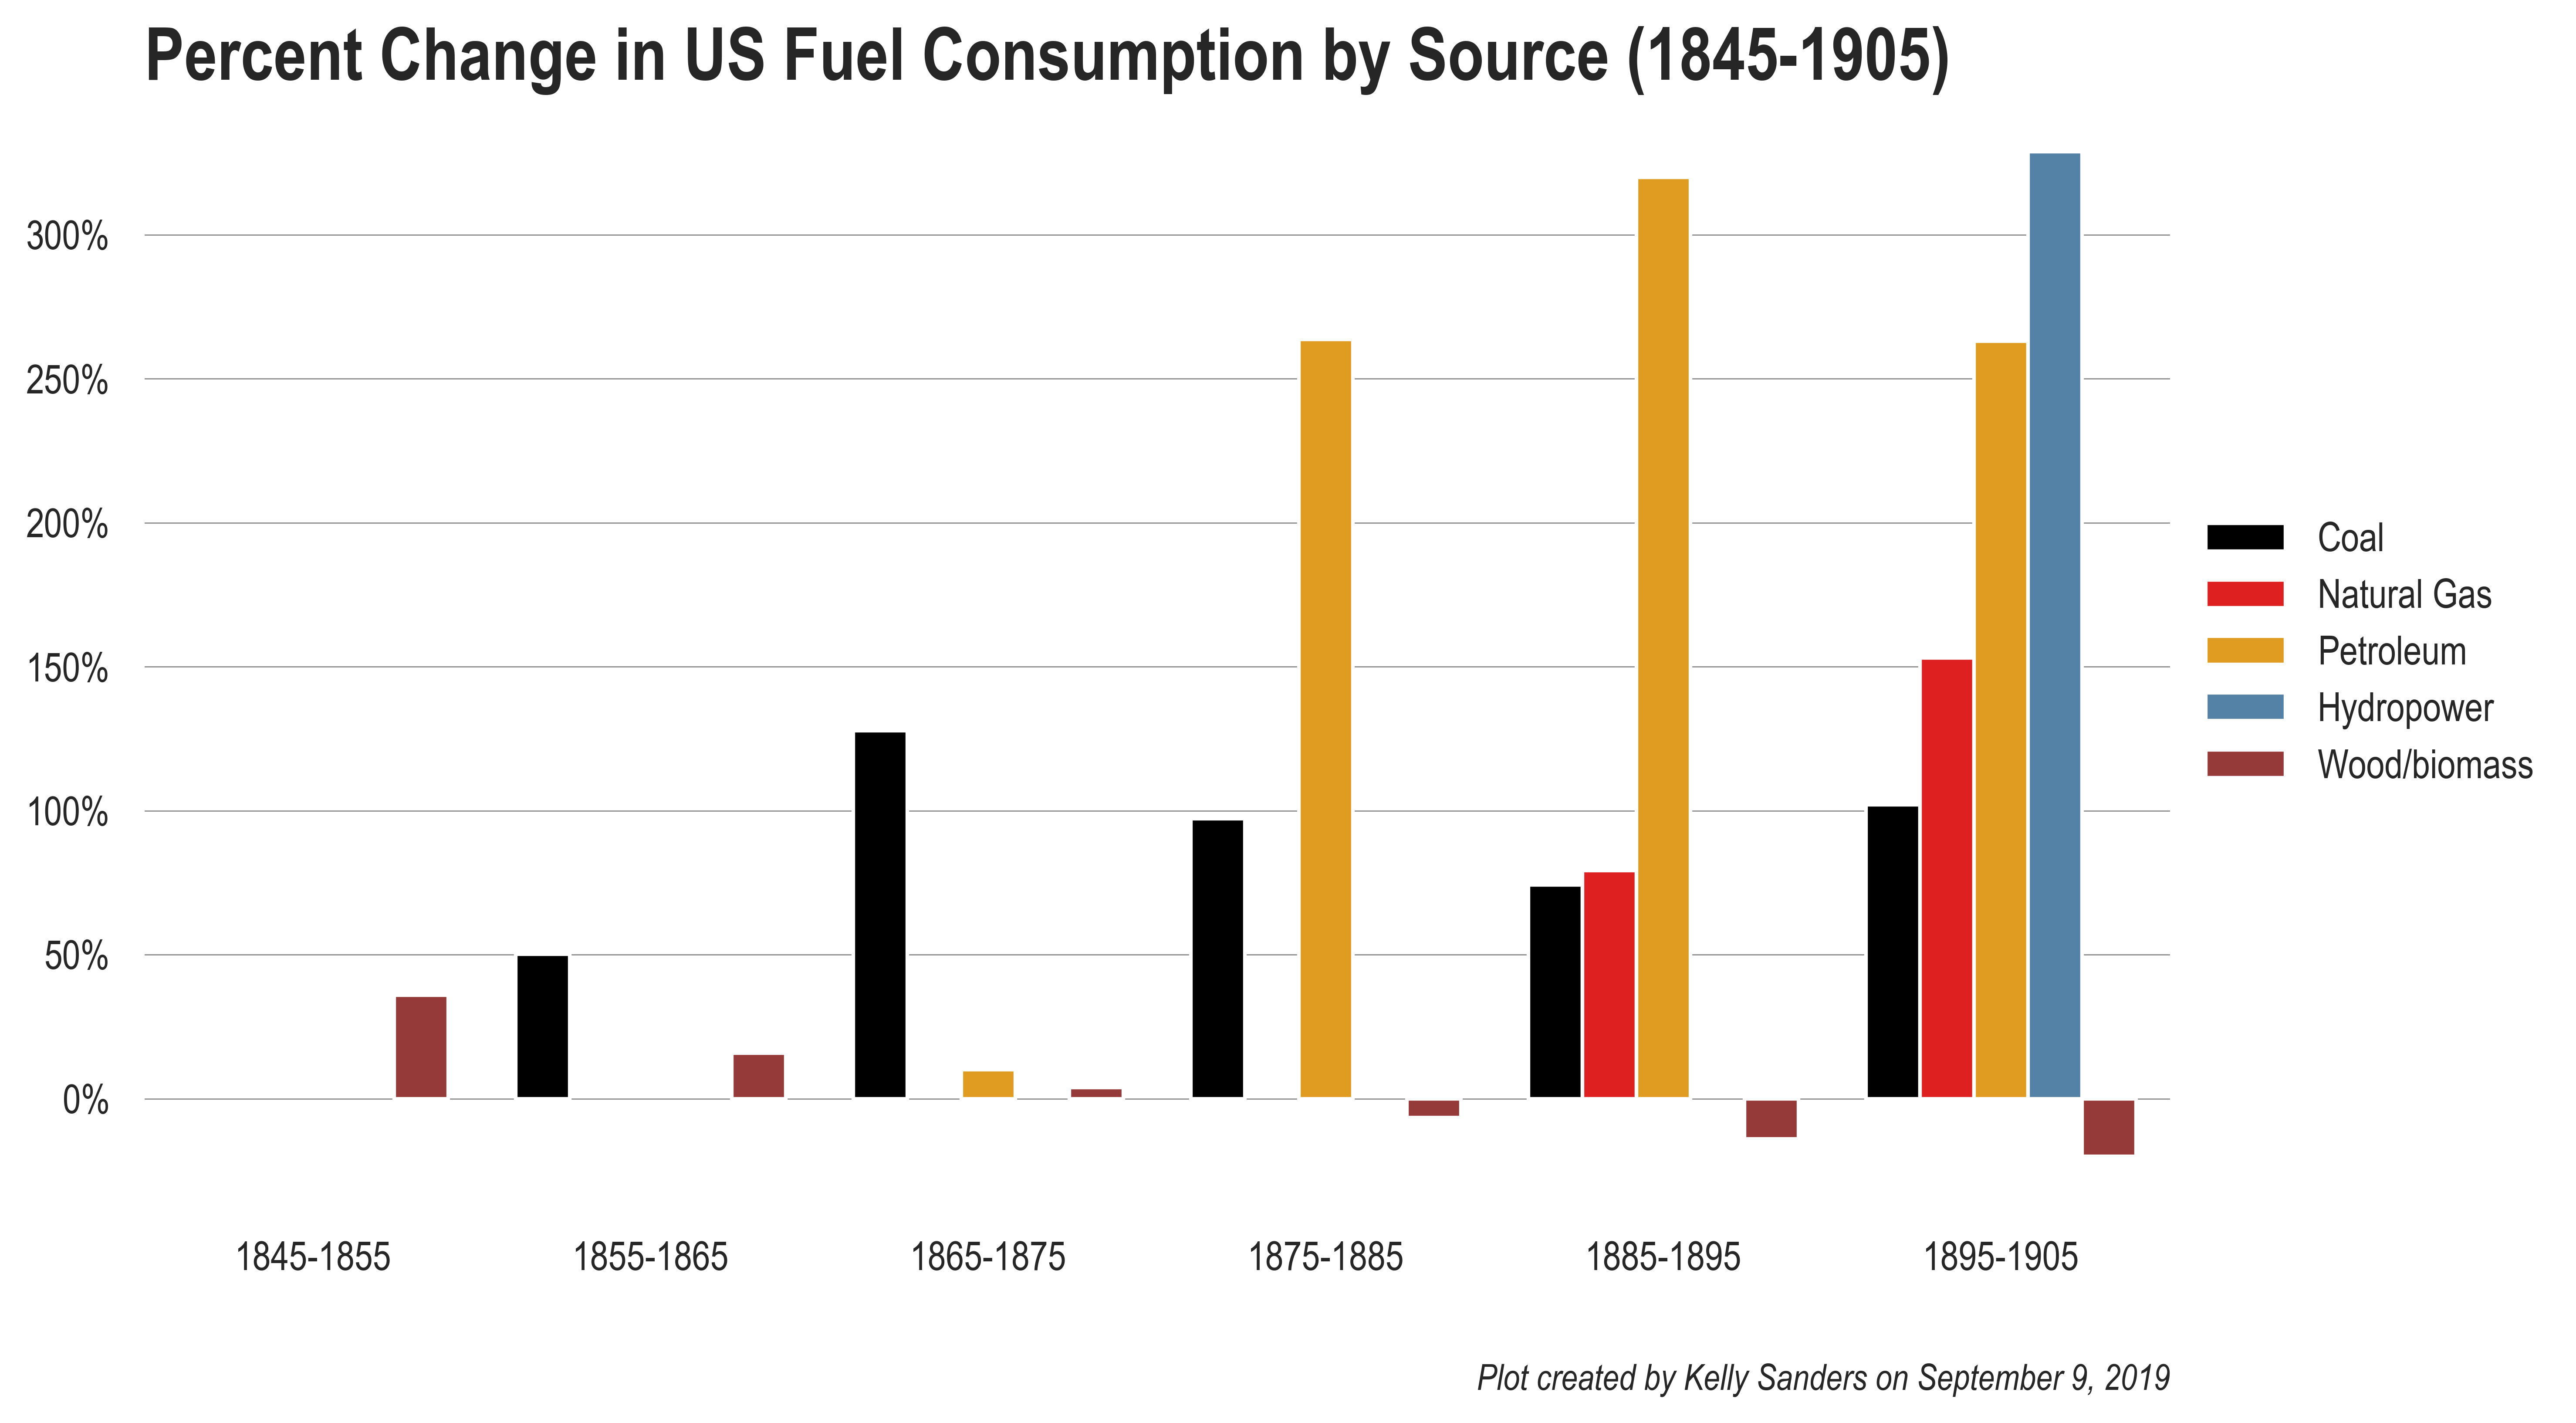 Percent Change in US Fuel Consumption by Source (1845-1905)
300%
250%
200%
150%
100%
50%
0%
Coal
Natural Gas
Petroleum
Hydropower
Wood/biomass
1845-1855 1855-1865 1865-1875 1875-1885 1885-1895 1895-1905
Plot created by Kelly Sanders on September 9, 2019